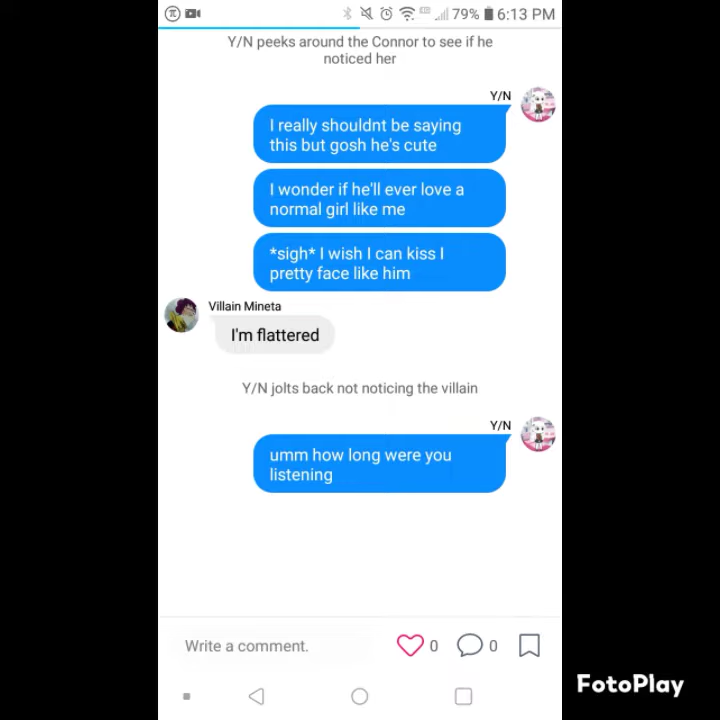 79% 6:13 PM
Y/N peeks around the Connor to see if he
noticed her
Y/N
I really shouldnt be saying
this but gosh he's cute
I wonder if he'll ever love a
normal girl like me
*sigh* I wish I can kiss I
pretty face like him
Villain Mineta
I'm flattered
Y/N jolts back not noticing the villain
Y/N
umm how long were you
listening
Write a comment.
0
0
FotoPlay